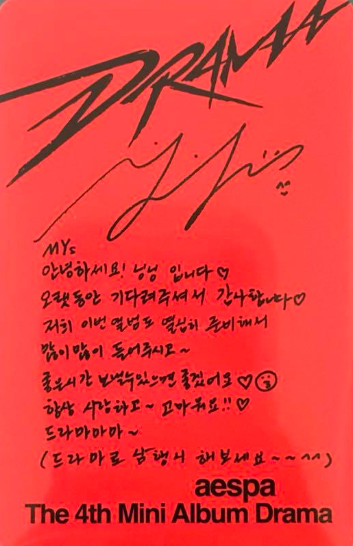 DRAMA
MYs
안녕하세요! 닝닝 입니다♡
오랫동안 기다려주셔서 감사합니다♡
저희 이번 앨범도 열심히 준비해서
많이많이 들어주시고~
좋은시간 보낼수있으면 좋겠어요♡
항상 사랑하고~ 고마워요!!♡
드라마마마~
(드라마로 삼행시 해보세요~~^^)
aespa
The 4th Mini Album Drama